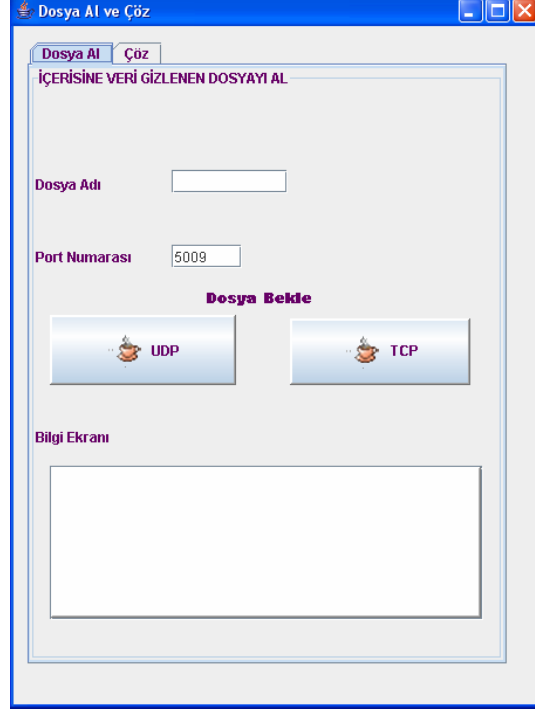 Dosya Al ve Çöz
Dosya Al Çöz
İÇERİSİNE VERİ GİZLENEN DOSYAYI AL
Dosya Adı
Port Numarası 5009
Dosya Bekle
UDP TCP
Bilgi Ekranı